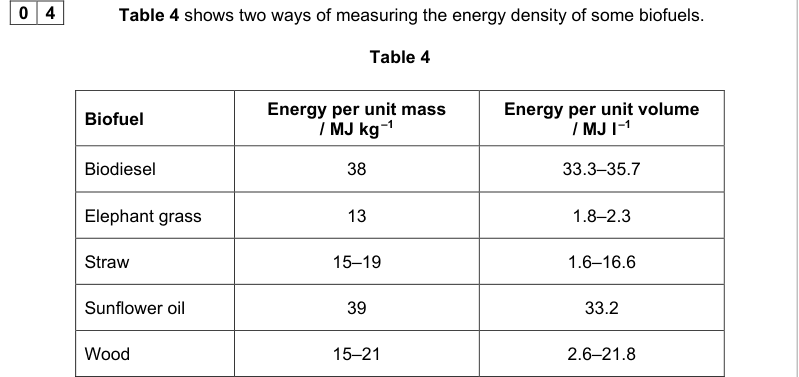 0 4 Table 4 shows two ways of measuring the energy density of some biofuels.
Table 4
Biofuel Energy per unit mass / MJ kg⁻¹ Energy per unit volume / MJ l⁻¹
Biodiesel 38 33.3–35.7
Elephant grass 13 1.8–2.3
Straw 15–19 1.6–16.6
Sunflower oil 39 33.2
Wood 15–21 2.6–21.8